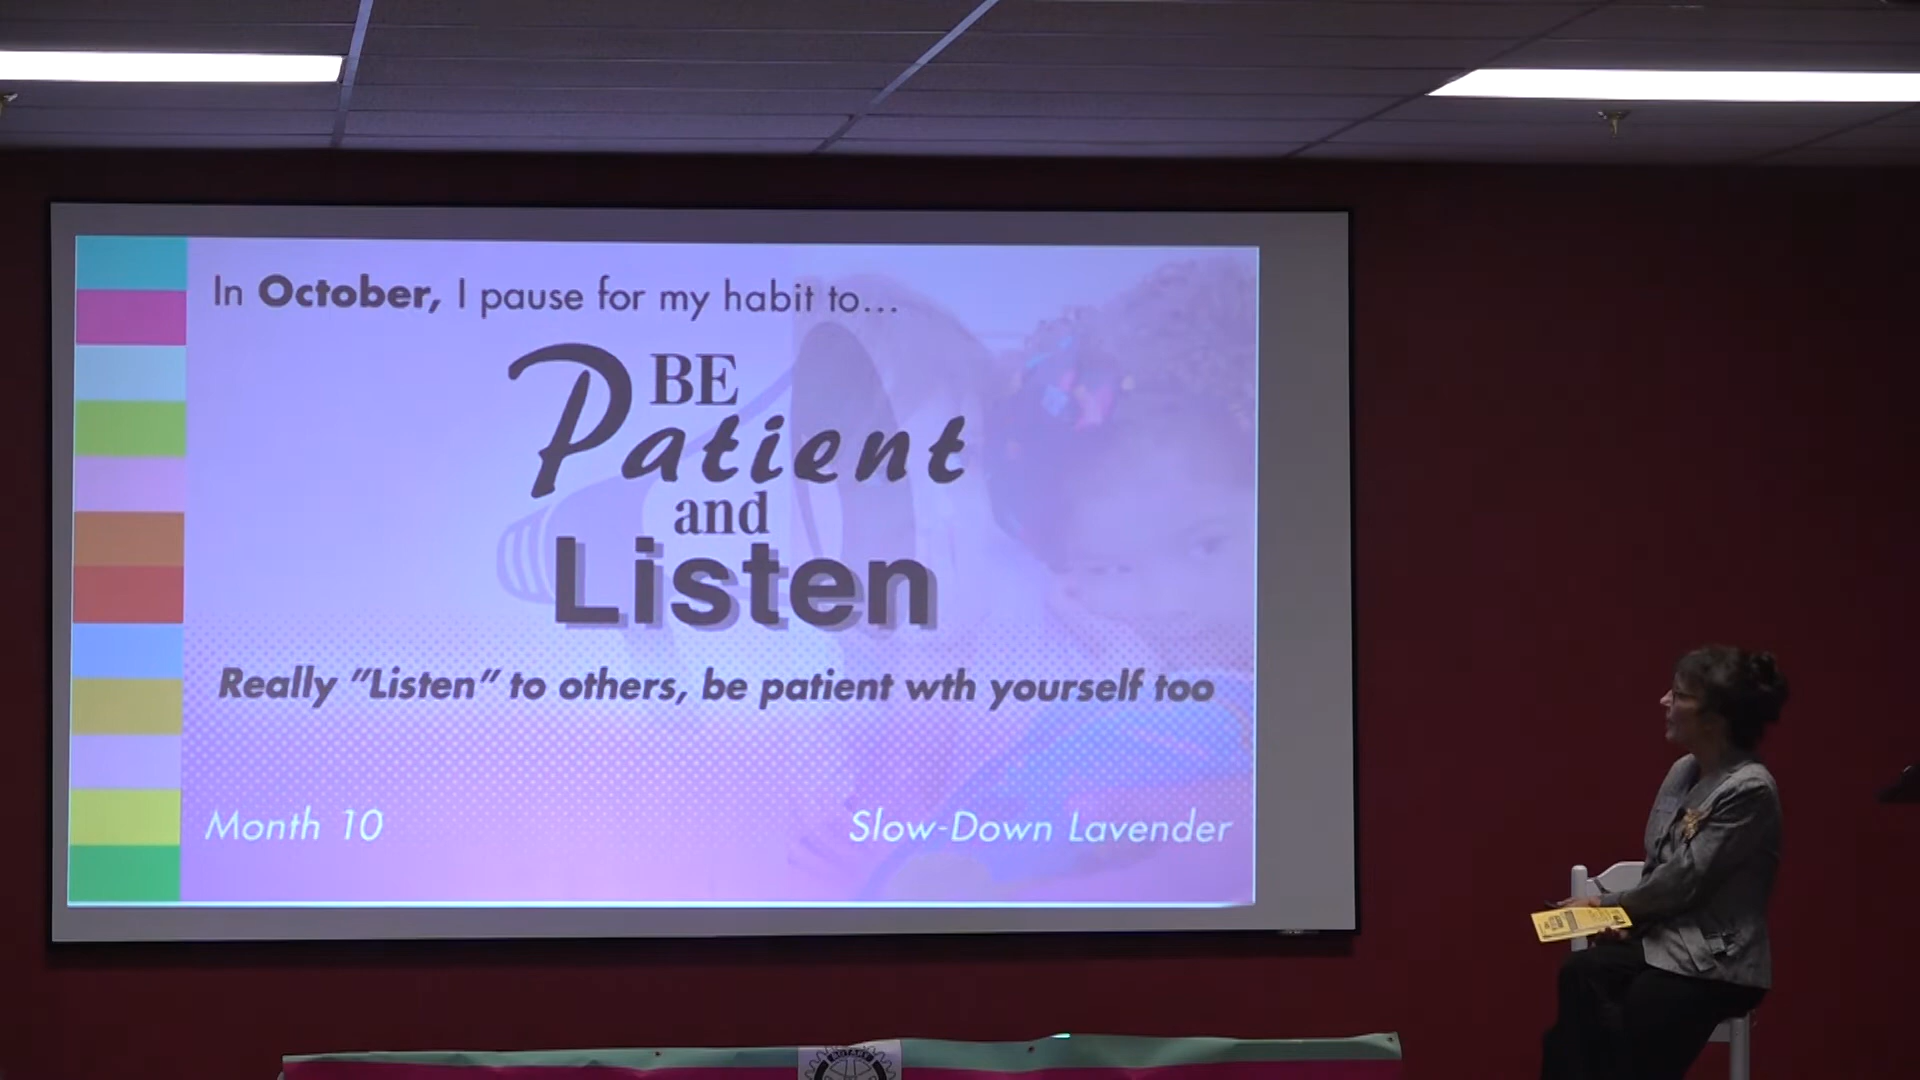 In October, I pause for my habit to...
BE
Patient
and
Listen
Really "Listen" to others, be patient wth yourself too
Month 10
Slow-Down Lavender
ROTARY